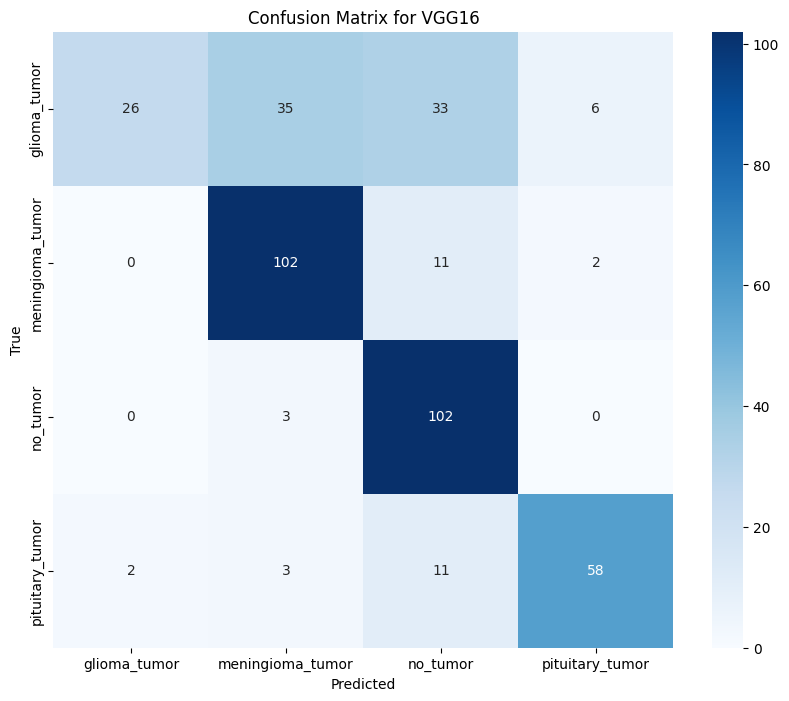 Confusion Matrix for VGG16
True
glioma_tumor
26 35 33 6
meningioma_tumor
0 102 11 2
no_tumor
0 3 102 0
pituitary_tumor
2 3 11 58
glioma_tumor meningioma_tumor no_tumor pituitary_tumor
Predicted
100
80
60
40
20
0